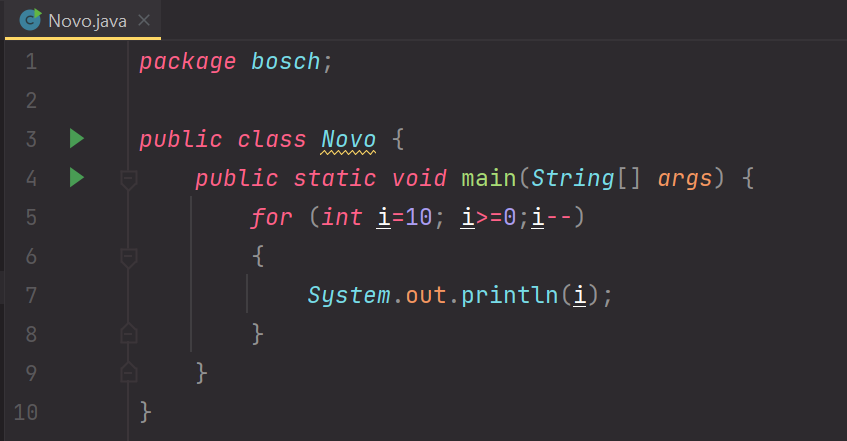 Novo.java
1 package bosch;
2
3 public class Novo {
4 public static void main(String[] args) {
5 for (int i=10; i>=0;i--)
6 {
7 System.out.println(i);
8 }
9 }
10 }